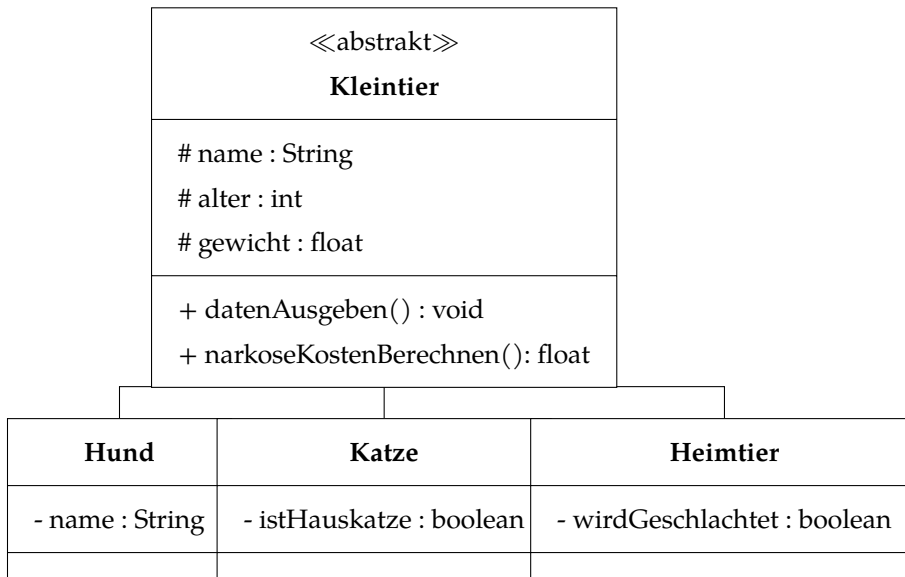 ≪abstrakt≫
Kleintier
# name : String
# alter : int
# gewicht : float
+ datenAusgeben() : void
+ narkoseKostenBerechnen(): float
Hund
Katze
Heimtier
- name : String
- istHauskatze : boolean
- wirdGeschlachtet : boolean